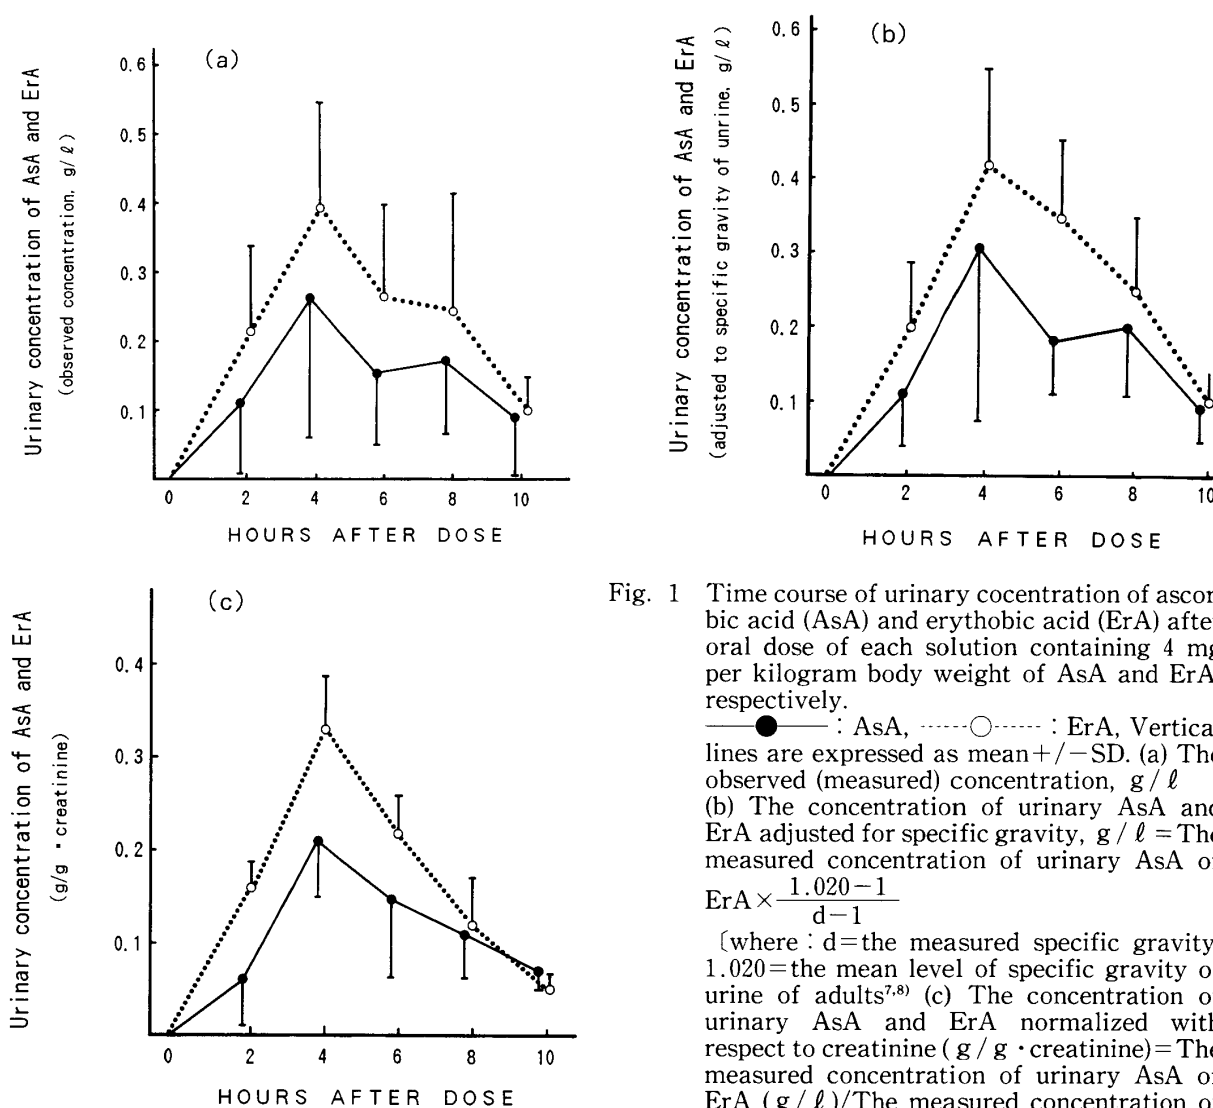 (a)
Urinary concentration of AsA and ErA
(observed concentration, g/ℓ)
0.6
0.5
0.4
0.3
0.2
0.1
0 2 4 6 8 10
HOURS AFTER DOSE
(b)
Urinary concentration of AsA and ErA
(adjusted to specific gravity of unrine, g/ℓ)
0.6
0.5
0.4
0.3
0.2
0.1
0 2 4 6 8 10
HOURS AFTER DOSE
(c)
Urinary concentration of AsA and ErA
(g/g・creatinine)
0.4
0.3
0.2
0.1
0 2 4 6 8 10
HOURS AFTER DOSE
Fig. 1 Time course of urinary cocentration of ascor
bic acid (AsA) and erythobic acid (ErA) after
oral dose of each solution containing 4 mg
per kilogram body weight of AsA and ErA
respectively.
: AsA, : ErA, Vertica
lines are expressed as mean+/−SD. (a) The
observed (measured) concentration, g/ℓ
(b) The concentration of urinary AsA and
ErA adjusted for specific gravity, g/ℓ=The
measured concentration of urinary AsA o
ErA× 1.020−1
d−1
〔where : d=the measured specific gravity
1.020=the mean level of specific gravity o
urine of adults7,8) (c) The concentration o
urinary AsA and ErA normalized with
respect to creatinine (g/g・creatinine)=The
measured concentration of urinary AsA o
ErA (g/ℓ)/The measured concentration o